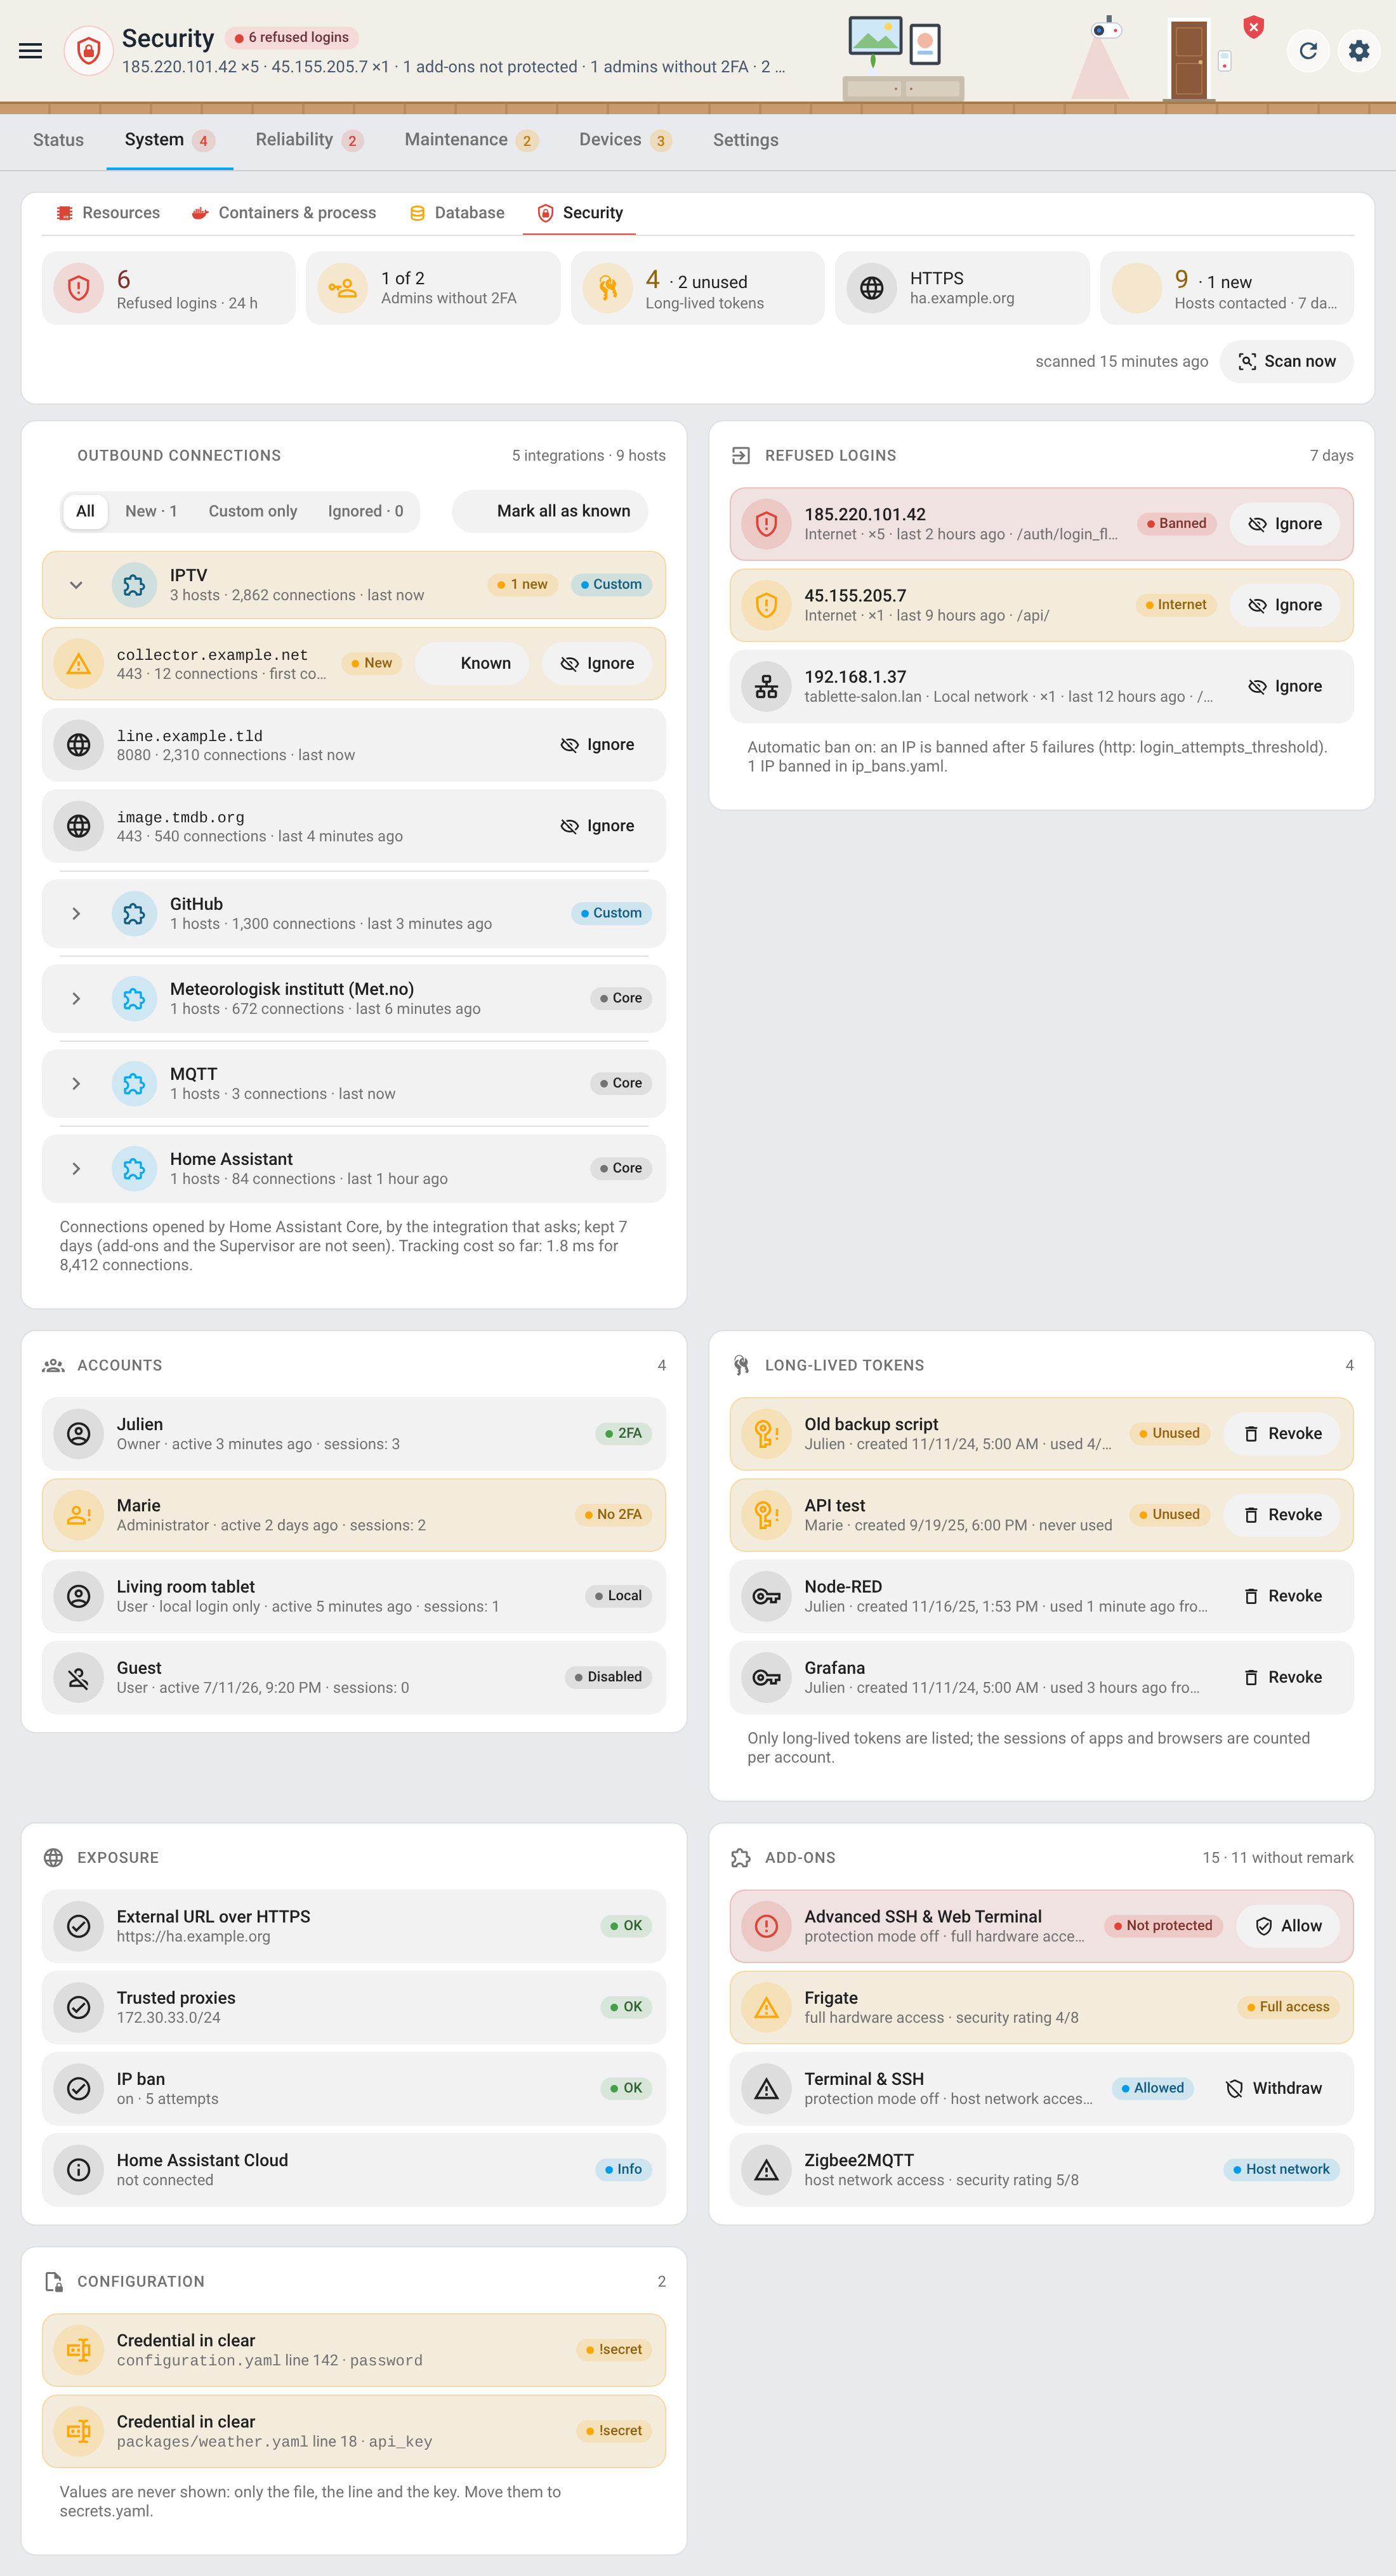 Security
6 refused logins
185.220.101.42 ×5 · 45.155.205.7 ×1 · 1 add-ons not protected · 1 admins without 2FA · 2 ...
Status
System 4
Reliability 2
Maintenance 2
Devices 3
Settings
Resources
Containers & process
Database
Security
6
Refused logins · 24 h
1 of 2
Admins without 2FA
4 · 2 unused
Long-lived tokens
HTTPS
ha.example.org
9 · 1 new
Hosts contacted · 7 da...
scanned 15 minutes ago
Scan now
OUTBOUND CONNECTIONS
5 integrations · 9 hosts
All
New · 1
Custom only
Ignored · 0
Mark all as known
IPTV
3 hosts · 2,862 connections · last now
1 new
Custom
collector.example.net
443 · 12 connections · first co...
New
Known
Ignore
line.example.tld
8080 · 2,310 connections · last now
Ignore
image.tmdb.org
443 · 540 connections · last 4 minutes ago
Ignore
GitHub
1 hosts · 1,300 connections · last 3 minutes ago
Custom
Meteorologisk institutt (Met.no)
1 hosts · 672 connections · last 6 minutes ago
Core
MQTT
1 hosts · 3 connections · last now
Core
Home Assistant
1 hosts · 84 connections · last 1 hour ago
Core
Connections opened by Home Assistant Core, by the integration that asks; kept 7
days (add-ons and the Supervisor are not seen). Tracking cost so far: 1.8 ms for
8,412 connections.
REFUSED LOGINS
7 days
185.220.101.42
Internet · ×5 · last 2 hours ago · /auth/login_fl...
Banned
Ignore
45.155.205.7
Internet · ×1 · last 9 hours ago · /api/
Internet
Ignore
192.168.1.37
tablette-salon.lan · Local network · ×1 · last 12 hours ago · /...
Ignore
Automatic ban on: an IP is banned after 5 failures (http: login_attempts_threshold).
1 IP banned in ip_bans.yaml.
ACCOUNTS
4
Julien
Owner · active 3 minutes ago · sessions: 3
2FA
Marie
Administrator · active 2 days ago · sessions: 2
No 2FA
Living room tablet
User · local login only · active 5 minutes ago · sessions: 1
Local
Guest
User · active 7/11/26, 9:20 PM · sessions: 0
Disabled
LONG-LIVED TOKENS
4
Old backup script
Julien · created 11/11/24, 5:00 AM · used 4/...
Unused
Revoke
API test
Marie · created 9/19/25, 6:00 PM · never used
Unused
Revoke
Node-RED
Julien · created 11/16/25, 1:53 PM · used 1 minute ago fro...
Revoke
Grafana
Julien · created 11/11/24, 5:00 AM · used 3 hours ago fro...
Revoke
Only long-lived tokens are listed; the sessions of apps and browsers are counted
per account.
EXPOSURE
External URL over HTTPS
https://ha.example.org
OK
Trusted proxies
172.30.33.0/24
OK
IP ban
on · 5 attempts
OK
Home Assistant Cloud
not connected
Info
ADD-ONS
15 · 11 without remark
Advanced SSH & Web Terminal
protection mode off · full hardware acce...
Not protected
Allow
Frigate
full hardware access · security rating 4/8
Full access
Terminal & SSH
protection mode off · host network acces...
Allowed
Withdraw
Zigbee2MQTT
host network access · security rating 5/8
Host network
CONFIGURATION
2
Credential in clear
configuration.yaml line 142 · password
!secret
Credential in clear
packages/weather.yaml line 18 · api_key
!secret
Values are never shown: only the file, the line and the key. Move them to
secrets.yaml.